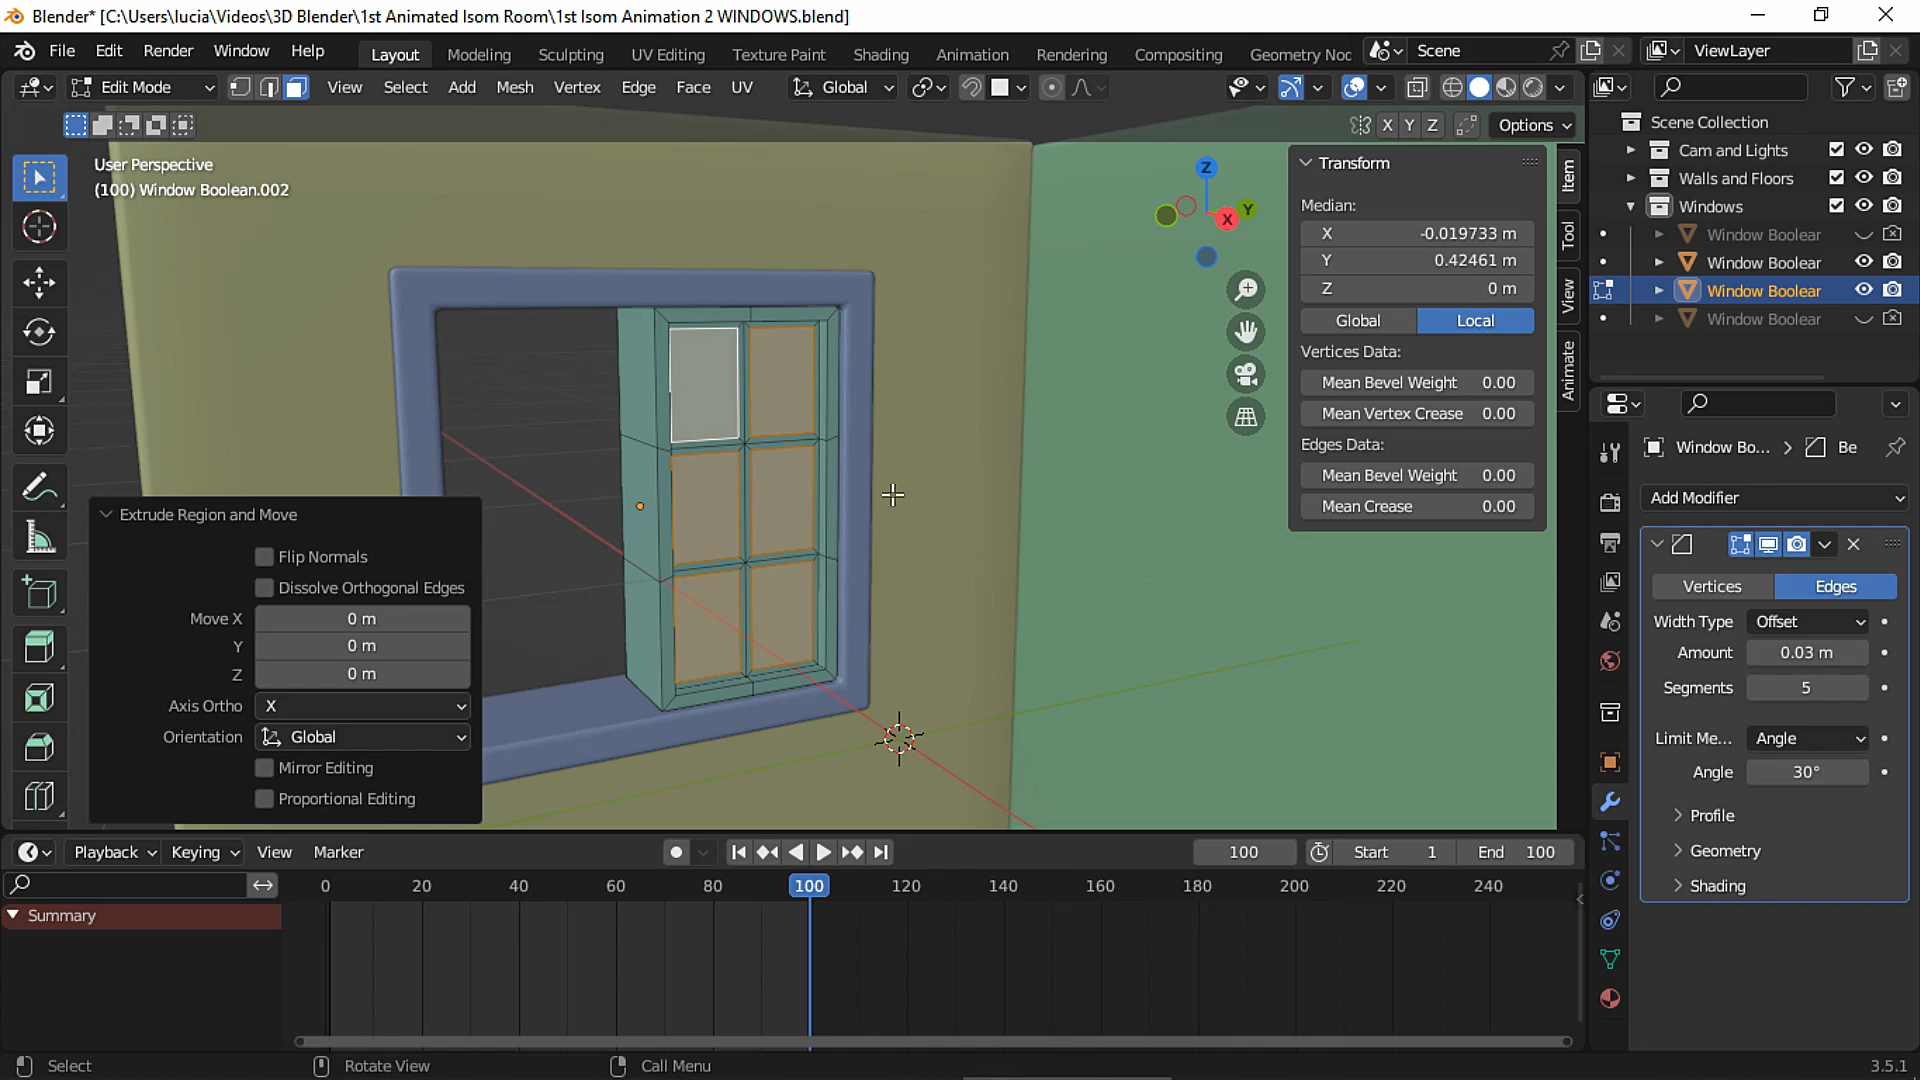 Blender* [C:\Users\lucia\Videos\3D Blender\1st Animated Isom Room\1st Isom Animation 2 WINDOWS.blend]
File Edit Render Window Help Layout Modeling Sculpting UV Editing Texture Paint Shading Animation Rendering Compositing Geometry Noc Scene ViewLayer
Edit Mode View Select Add Mesh Vertex Edge Face UV Global
X Y Z Options
User Perspective
(100) Window Boolean.002
Z
Y
X
Transform
Median:
X -0.019733 m
Y 0.42461 m
Z 0 m
Global Local
Vertices Data:
Mean Bevel Weight 0.00
Mean Vertex Crease 0.00
Edges Data:
Mean Bevel Weight 0.00
Mean Crease 0.00
Item
Tool
View
Animate
Scene Collection
Cam and Lights
Walls and Floors
Windows
Window Boolear
Window Boolear
Window Boolear
Window Boolear
Window Bo... Be
Add Modifier
Vertices Edges
Width Type Offset
Amount 0.03 m
Segments 5
Limit Me... Angle
Angle 30°
Profile
Geometry
Shading
Extrude Region and Move
Flip Normals
Dissolve Orthogonal Edges
Move X 0 m
Y 0 m
Z 0 m
Axis Ortho X
Orientation Global
Mirror Editing
Proportional Editing
Playback Keying View Marker 100 Start 1 End 100
0 20 40 60 80 100 120 140 160 180 200 220 240
Summary
Select Rotate View Call Menu 3.5.1